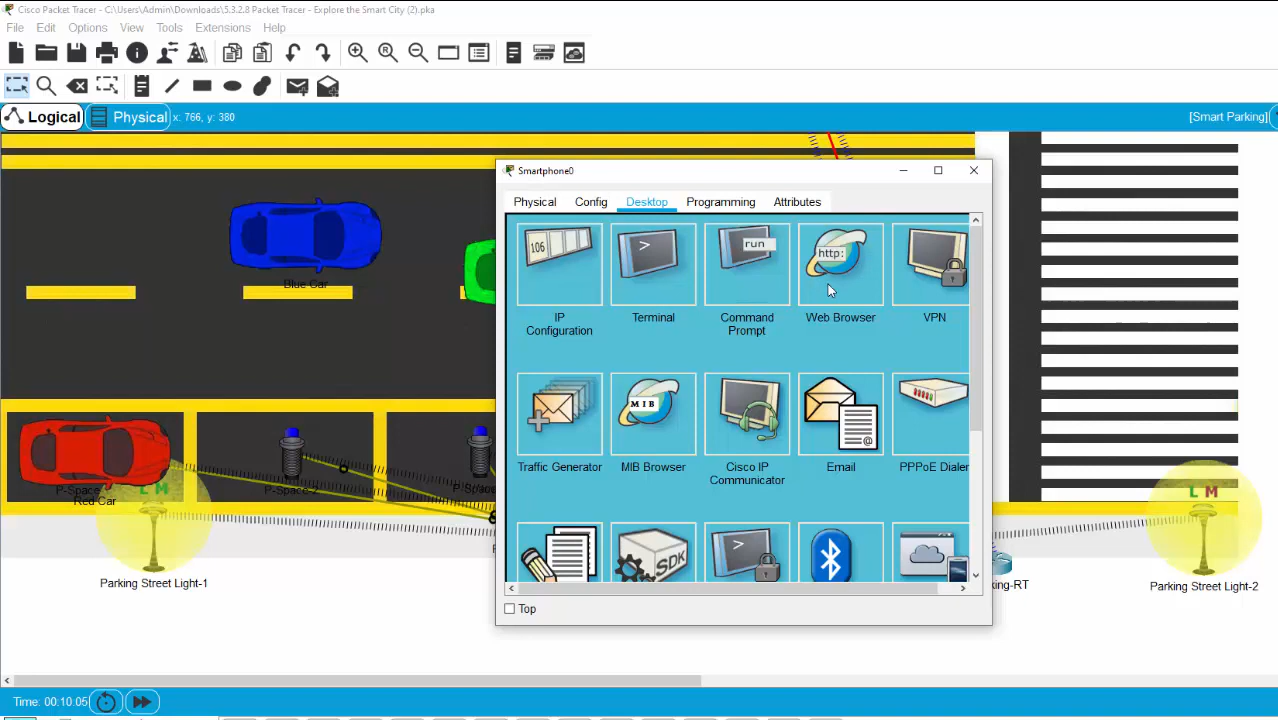 Cisco Packet Tracer - C:\Users\Admin\Downloads\5.3.2.8 Packet Tracer - Explore the Smart City (2).pka
File Edit Options View Tools Extensions Help
Logical Physical x: 766, y: 380 [Smart Parking]
Smartphone0
Physical Config Desktop Programming Attributes
106 > run http:
IP Configuration
Terminal
Command Prompt
Web Browser
VPN
Blue Car
MIB
@
Traffic Generator
MIB Browser
Cisco IP Communicator
Email
PPPoE Dialer
SDK
>
P-Space
Red Car
P-Space-2
P-Space
L M
L M
Parking Street Light-1
king-RT
Parking Street Light-2
Top
Time: 00:10:05